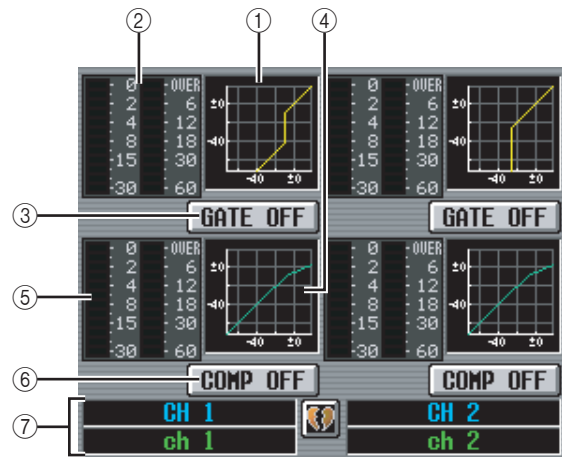 ② ① ④
0 OVER ±0 0 OVER ±0
2 6 2 6
4 12 4 12
8 18 -40 8 18 -40
-15 30 -15 30
-30 60 -40 ±0 -30 60 -40 ±0
③ GATE OFF GATE OFF
0 OVER ±0 0 OVER ±0
2 6 2 6
4 12 4 12
⑤ 8 18 -40 8 18 -40
-15 30 -15 30
-30 60 -40 ±0 -30 60 -40 ±0
⑥ COMP OFF COMP OFF
⑦ CH 1 CH 2
ch 1 ch 2